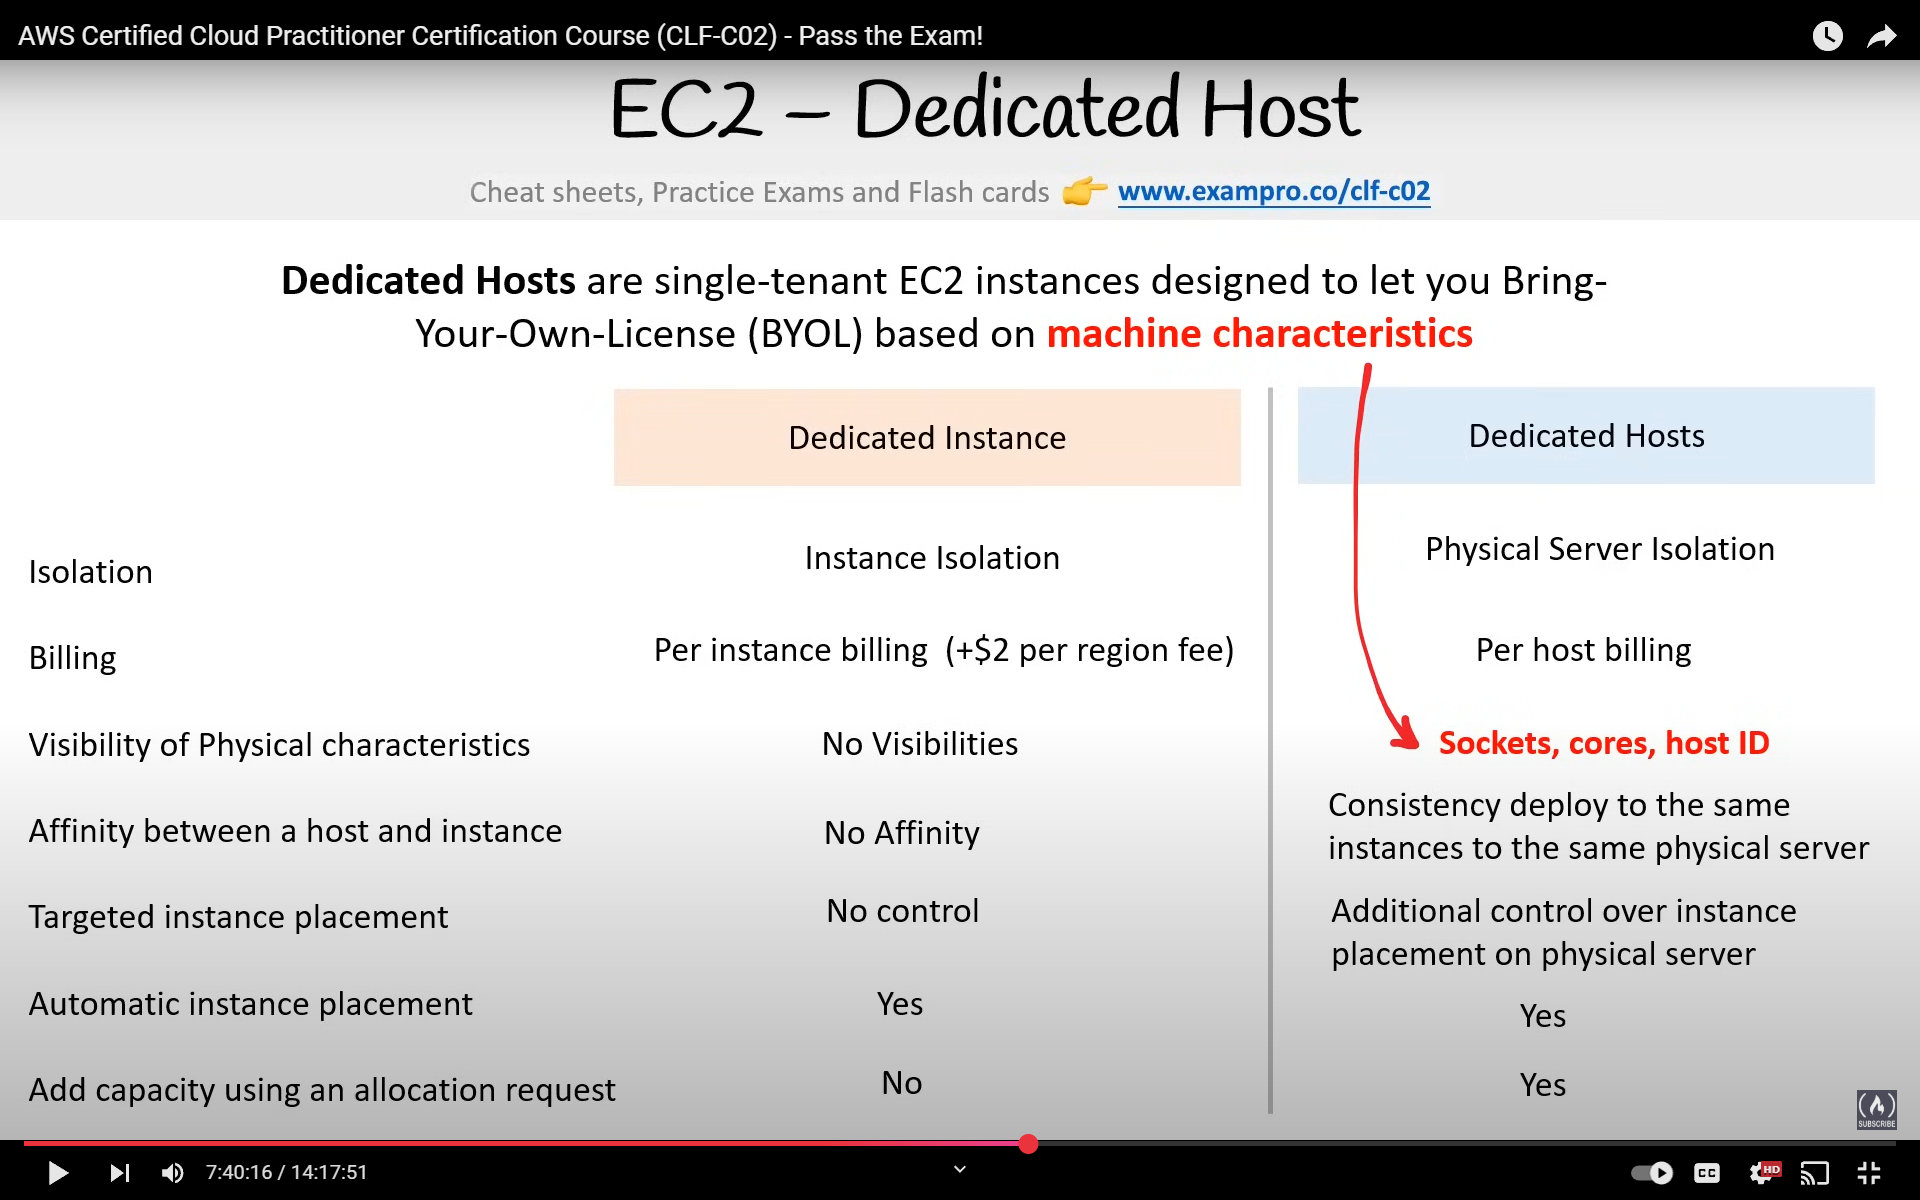 AWS Certified Cloud Practitioner Certification Course (CLF-C02) - Pass the Exam!
EC2 – Dedicated Host
Cheat sheets, Practice Exams and Flash cards 👉 www.exampro.co/clf-c02
Dedicated Hosts are single-tenant EC2 instances designed to let you Bring-
Your-Own-License (BYOL) based on machine characteristics
Dedicated Instance
Dedicated Hosts
Isolation
Instance Isolation
Physical Server Isolation
Billing
Per instance billing (+$2 per region fee)
Per host billing
Visibility of Physical characteristics
No Visibilities
Sockets, cores, host ID
Affinity between a host and instance
No Affinity
Consistency deploy to the same
instances to the same physical server
Targeted instance placement
No control
Additional control over instance
placement on physical server
Automatic instance placement
Yes
Yes
Add capacity using an allocation request
No
Yes
SUBSCRIBE
7:40:16 / 14:17:51
CC
HD